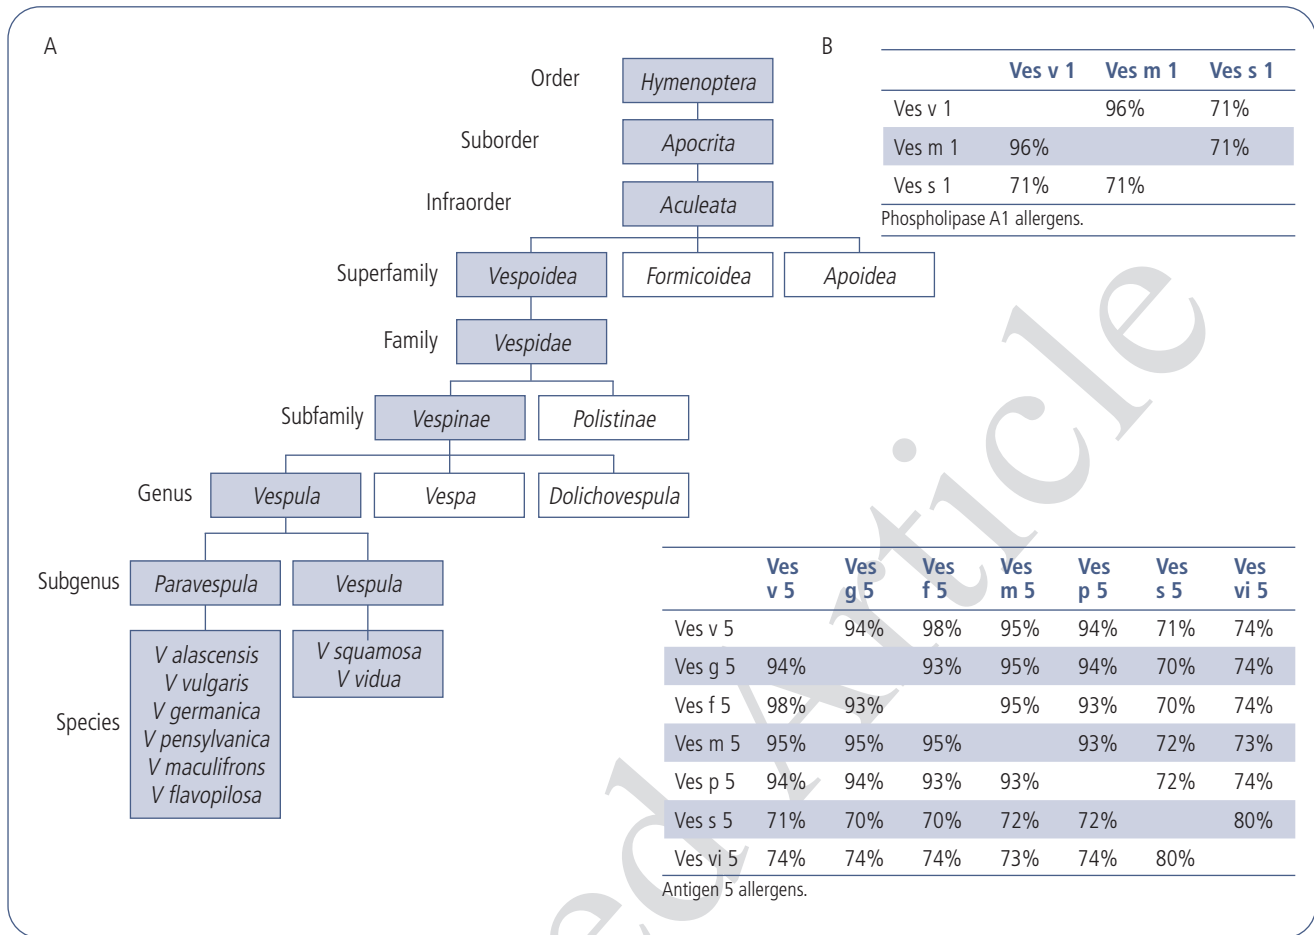 A
Order
Hymenoptera
Suborder
Apocrita
Infraorder
Aculeata
Superfamily
Vespoidea
Formicoidea
Apoidea
Family
Vespidae
Subfamily
Vespinae
Polistinae
Genus
Vespula
Vespa
Dolichovespula
Subgenus
Paravespula
Vespula
Species
V alascensis
V vulgaris
V germanica
V pensylvanica
V maculifrons
V flavopilosa
V squamosa
V vidua
B
Ves v 1 Ves m 1 Ves s 1
Ves v 1 96% 71%
Ves m 1 96% 71%
Ves s 1 71% 71%
Phospholipase A1 allergens.
Ves Ves Ves Ves Ves Ves Ves
v 5 g 5 f 5 m 5 p 5 s 5 vi 5
Ves v 5 94% 98% 95% 94% 71% 74%
Ves g 5 94% 93% 95% 94% 70% 74%
Ves f 5 98% 93% 95% 93% 70% 74%
Ves m 5 95% 95% 95% 93% 72% 73%
Ves p 5 94% 94% 93% 93% 72% 74%
Ves s 5 71% 70% 70% 72% 72% 80%
Ves vi 5 74% 74% 74% 73% 74% 80%
Antigen 5 allergens.
ed Article